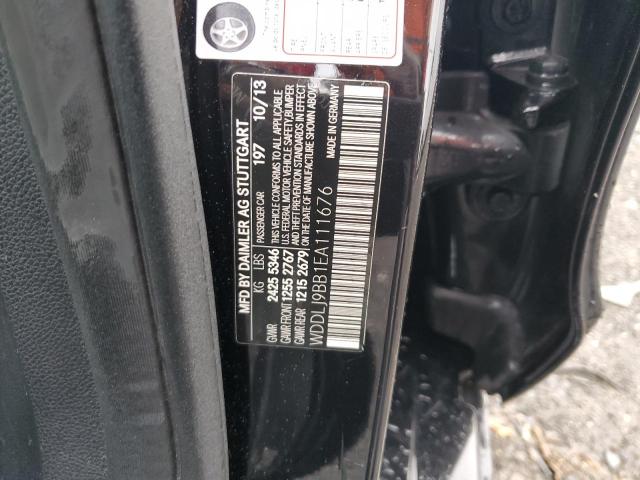 MFD BY DAIMLER AG STUTTGART
KG LBS PASSENGER CAR 197 10/13
GVWR 2425 5346 THIS VEHICLE CONFORMS TO ALL APPLICABLE
GAWR FRONT 1255 2767 U.S. FEDERAL MOTOR VEHICLE SAFETY,BUMPER
GAWR REAR 1215 2679 AND THEFT PREVENTION STANDARDS IN EFFECT
ON THE DATE OF MANUFACTURE SHOWN ABOVE
WDDLJ9BB1EA111676 MADE IN GERMANY